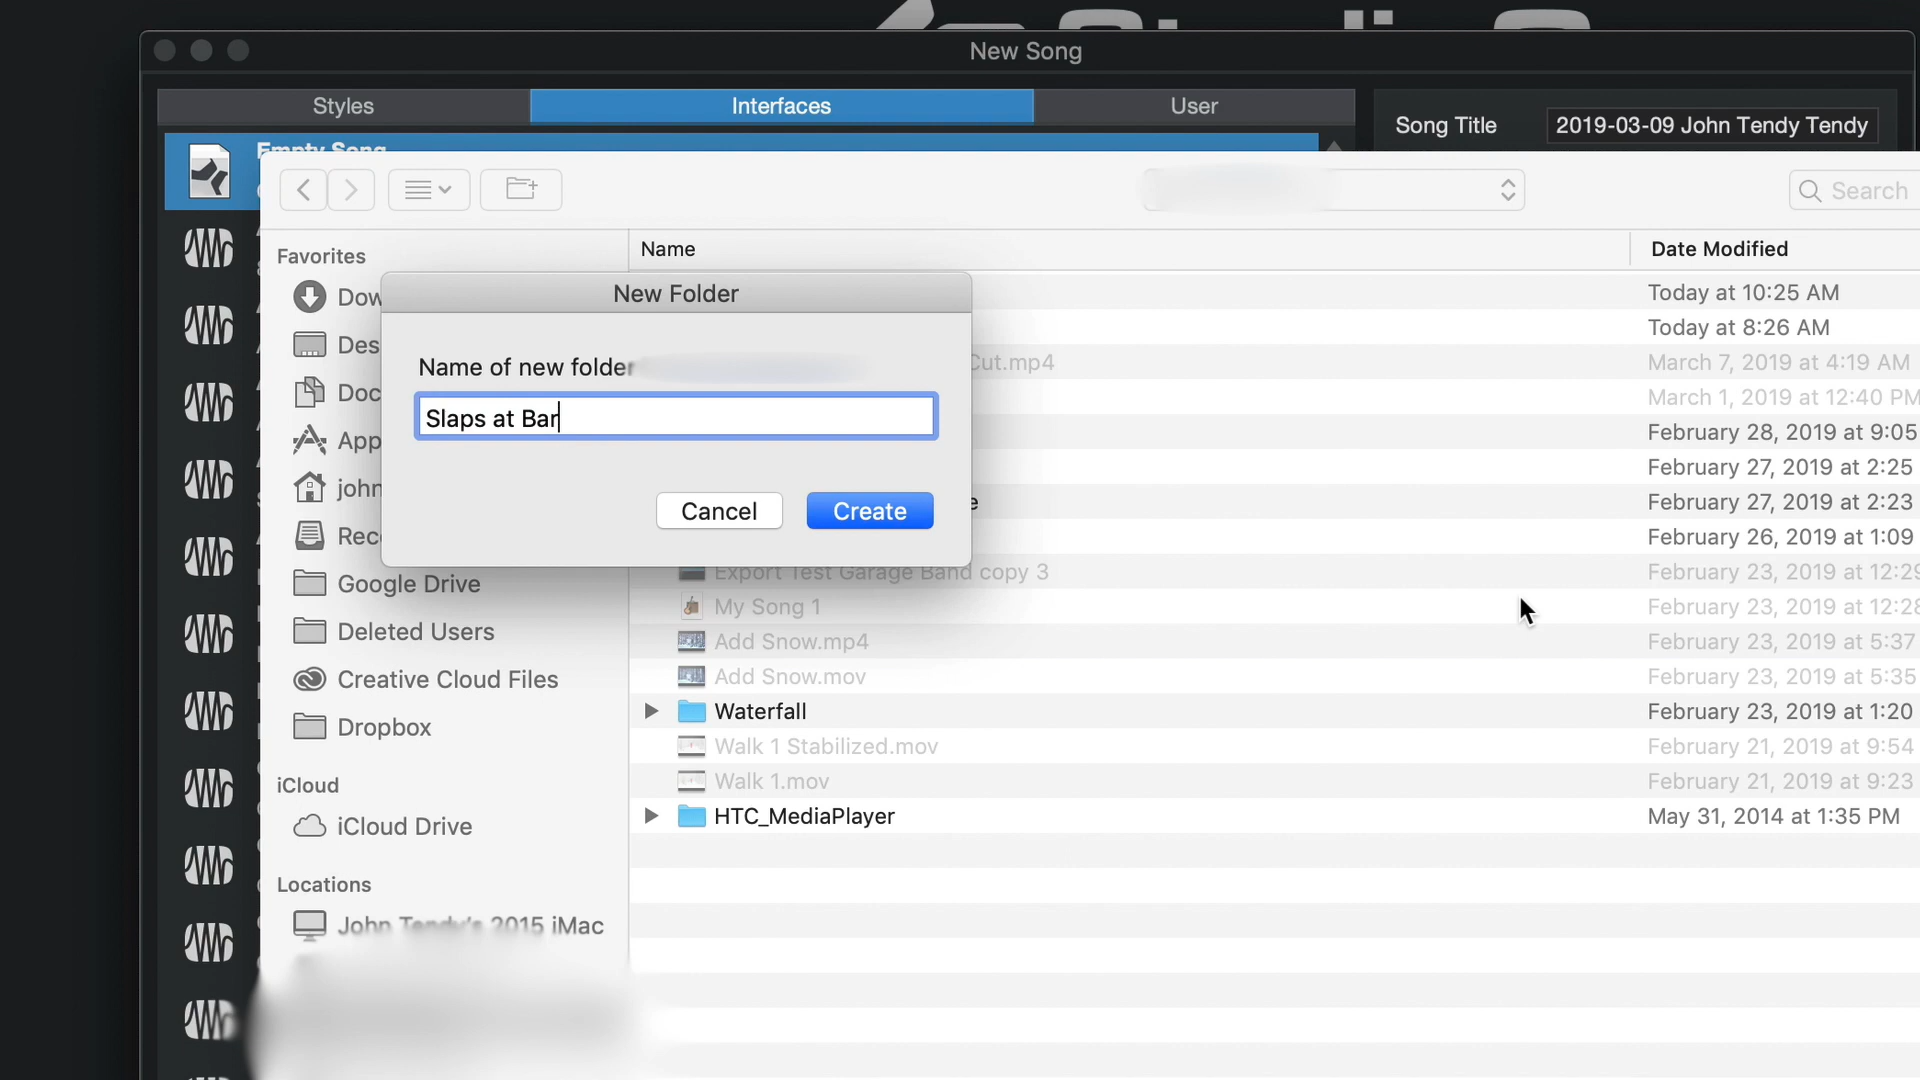 New Song
Styles
Interfaces
User
Song Title
2019-03-09 John Tendy Tendy
Empty Song
Search
Favorites
Name
Date Modified
New Folder
Dow
Today at 10:25 AM
Today at 8:26 AM
Des
Name of new folder
Cut.mp4
March 7, 2019 at 4:19 AM
Doc
March 1, 2019 at 12:40 PM
Slaps at Bar
App
February 28, 2019 at 9:05
February 27, 2019 at 2:25
john
e
February 27, 2019 at 2:23
Cancel
Create
Rec
February 26, 2019 at 1:09
Google Drive
Export Test Garage Band copy 3
February 23, 2019 at 12:29
My Song 1
February 23, 2019 at 12:28
Deleted Users
Add Snow.mp4
February 23, 2019 at 5:37
Creative Cloud Files
Add Snow.mov
February 23, 2019 at 5:35
Dropbox
Waterfall
February 23, 2019 at 1:20
Walk 1 Stabilized.mov
February 21, 2019 at 9:54
iCloud
Walk 1.mov
February 21, 2019 at 9:23
iCloud Drive
HTC_MediaPlayer
May 31, 2014 at 1:35 PM
Locations
John Tendy's 2015 iMac